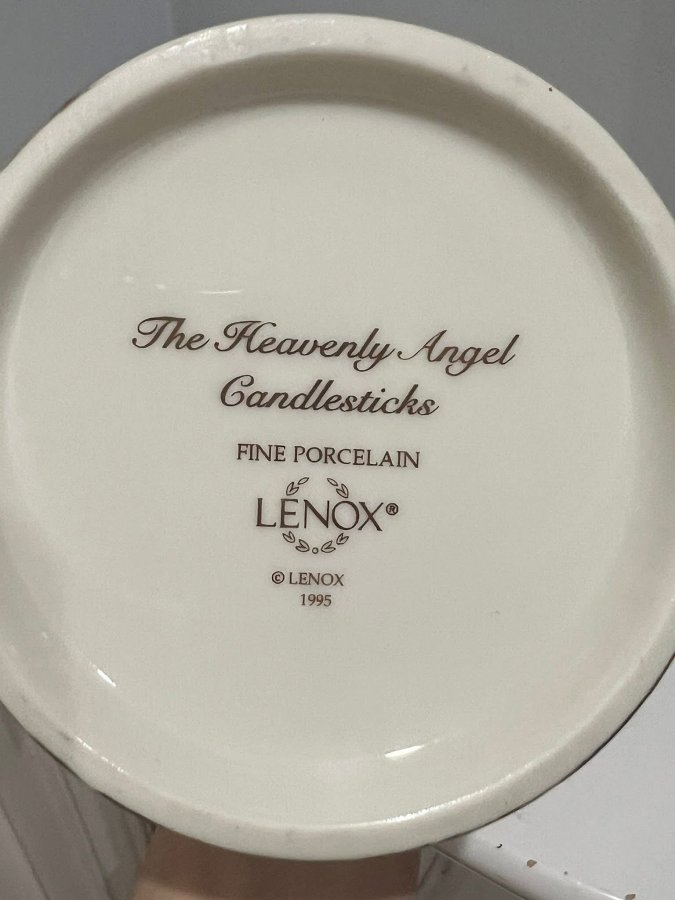 The Heavenly Angel
Candlesticks
FINE PORCELAIN
LENOX®
© LENOX
1995